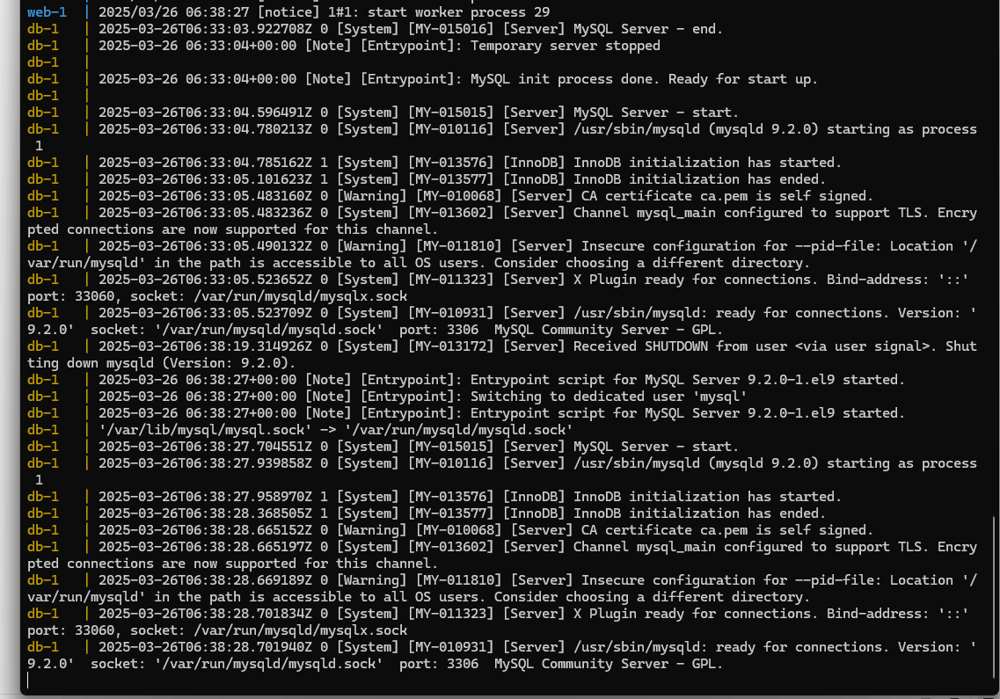 web-1  | 2025/03/26 06:38:27 [notice] 1#1: start worker process 29
db-1   | 2025-03-26T06:33:03.922708Z 0 [System] [MY-015016] [Server] MySQL Server - end.
db-1   | 2025-03-26 06:33:04+00:00 [Note] [Entrypoint]: Temporary server stopped
db-1   |
db-1   | 2025-03-26 06:33:04+00:00 [Note] [Entrypoint]: MySQL init process done. Ready for start up.
db-1   |
db-1   | 2025-03-26T06:33:04.596491Z 0 [System] [MY-015015] [Server] MySQL Server - start.
db-1   | 2025-03-26T06:33:04.780213Z 0 [System] [MY-010116] [Server] /usr/sbin/mysqld (mysqld 9.2.0) starting as process
1
db-1   | 2025-03-26T06:33:04.785162Z 1 [System] [MY-013576] [InnoDB] InnoDB initialization has started.
db-1   | 2025-03-26T06:33:05.101623Z 1 [System] [MY-013577] [InnoDB] InnoDB initialization has ended.
db-1   | 2025-03-26T06:33:05.483160Z 0 [Warning] [MY-010068] [Server] CA certificate ca.pem is self signed.
db-1   | 2025-03-26T06:33:05.483236Z 0 [System] [MY-013602] [Server] Channel mysql_main configured to support TLS. Encry
pted connections are now supported for this channel.
db-1   | 2025-03-26T06:33:05.490132Z 0 [Warning] [MY-011810] [Server] Insecure configuration for --pid-file: Location '/
var/run/mysqld' in the path is accessible to all OS users. Consider choosing a different directory.
db-1   | 2025-03-26T06:33:05.523652Z 0 [System] [MY-011323] [Server] X Plugin ready for connections. Bind-address: '::'
port: 33060, socket: /var/run/mysqld/mysqlx.sock
db-1   | 2025-03-26T06:33:05.523709Z 0 [System] [MY-010931] [Server] /usr/sbin/mysqld: ready for connections. Version: '
9.2.0'  socket: '/var/run/mysqld/mysqld.sock'  port: 3306  MySQL Community Server - GPL.
db-1   | 2025-03-26T06:38:19.314926Z 0 [System] [MY-013172] [Server] Received SHUTDOWN from user <via user signal>. Shut
ting down mysqld (Version: 9.2.0).
db-1   | 2025-03-26 06:38:27+00:00 [Note] [Entrypoint]: Entrypoint script for MySQL Server 9.2.0-1.el9 started.
db-1   | 2025-03-26 06:38:27+00:00 [Note] [Entrypoint]: Switching to dedicated user 'mysql'
db-1   | 2025-03-26 06:38:27+00:00 [Note] [Entrypoint]: Entrypoint script for MySQL Server 9.2.0-1.el9 started.
db-1   | '/var/lib/mysql/mysql.sock' -> '/var/run/mysqld/mysqld.sock'
db-1   | 2025-03-26T06:38:27.704551Z 0 [System] [MY-015015] [Server] MySQL Server - start.
db-1   | 2025-03-26T06:38:27.939858Z 0 [System] [MY-010116] [Server] /usr/sbin/mysqld (mysqld 9.2.0) starting as process
1
db-1   | 2025-03-26T06:38:27.958970Z 1 [System] [MY-013576] [InnoDB] InnoDB initialization has started.
db-1   | 2025-03-26T06:38:28.368505Z 1 [System] [MY-013577] [InnoDB] InnoDB initialization has ended.
db-1   | 2025-03-26T06:38:28.665152Z 0 [Warning] [MY-010068] [Server] CA certificate ca.pem is self signed.
db-1   | 2025-03-26T06:38:28.665197Z 0 [System] [MY-013602] [Server] Channel mysql_main configured to support TLS. Encry
pted connections are now supported for this channel.
db-1   | 2025-03-26T06:38:28.669189Z 0 [Warning] [MY-011810] [Server] Insecure configuration for --pid-file: Location '/
var/run/mysqld' in the path is accessible to all OS users. Consider choosing a different directory.
db-1   | 2025-03-26T06:38:28.701834Z 0 [System] [MY-011323] [Server] X Plugin ready for connections. Bind-address: '::'
port: 33060, socket: /var/run/mysqld/mysqlx.sock
db-1   | 2025-03-26T06:38:28.701940Z 0 [System] [MY-010931] [Server] /usr/sbin/mysqld: ready for connections. Version: '
9.2.0'  socket: '/var/run/mysqld/mysqld.sock'  port: 3306  MySQL Community Server - GPL.